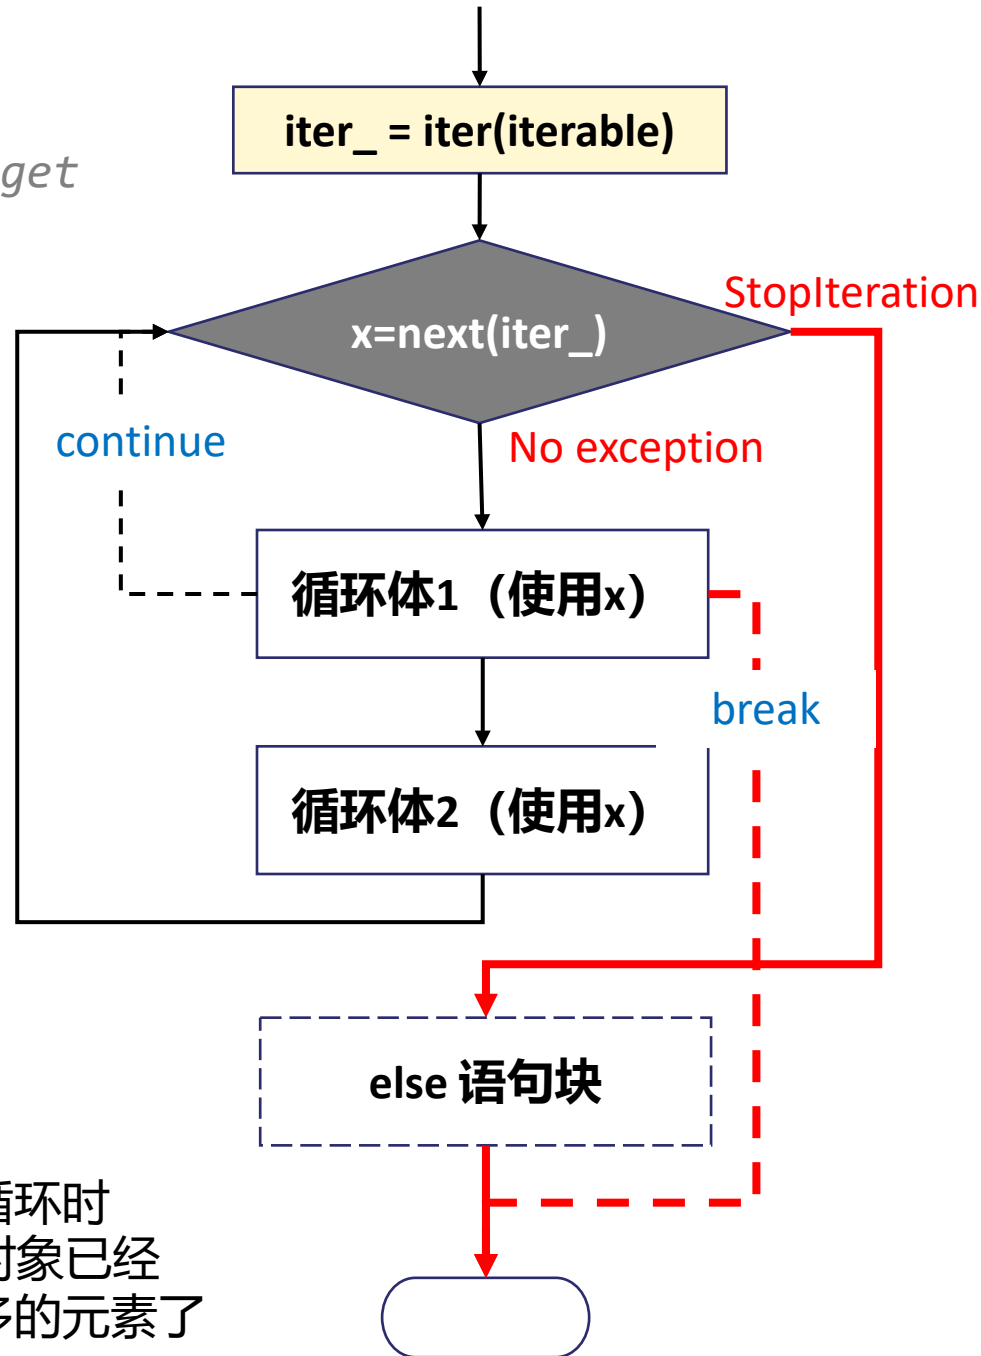 iter_ = iter(iterable)
get
StopIteration
x=next(iter_)
continue
No exception
循环体1（使用x）
break
循环体2（使用x）
else 语句块
循环时
对象已经
多的元素了